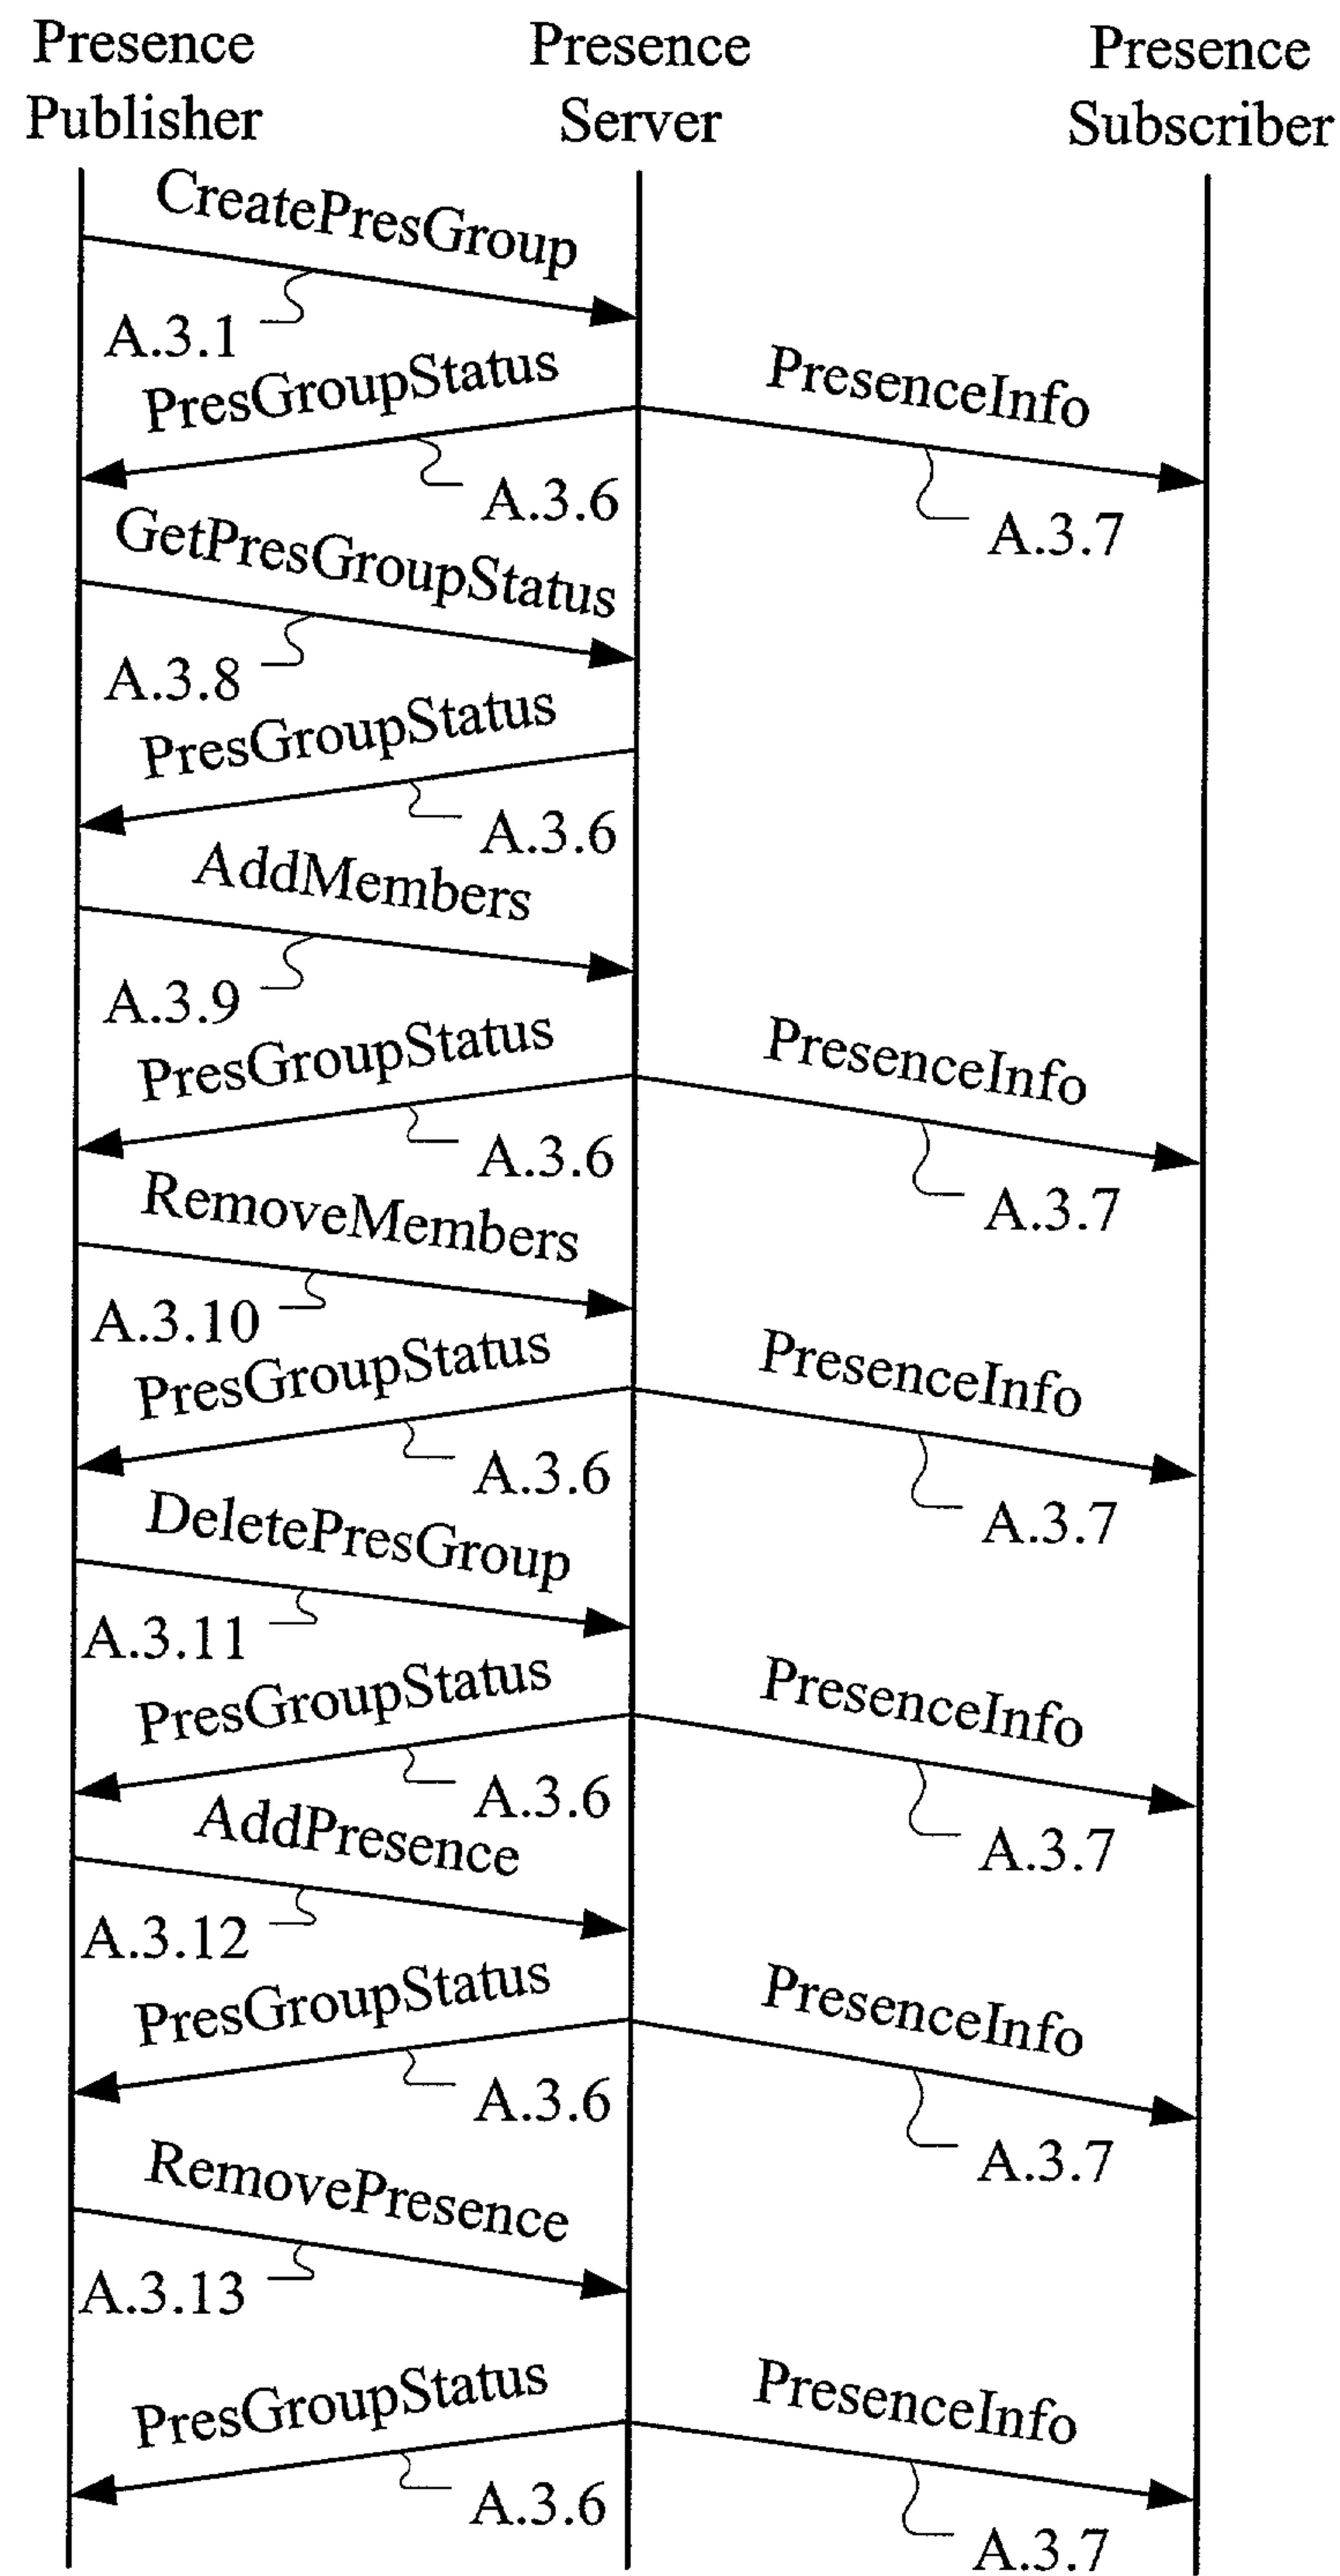 Presence
Publisher
Presence
Server
Presence
Subscriber
CreatePresGroup
A.3.1
PresGroupStatus
PresenceInfo
A.3.6
A.3.7
GetPresGroupStatus
A.3.8
PresGroupStatus
A.3.6
AddMembers
A.3.9
PresGroupStatus
PresenceInfo
A.3.6
A.3.7
RemoveMembers
A.3.10
PresGroupStatus
PresenceInfo
A.3.6
A.3.7
DeletePresGroup
A.3.11
PresGroupStatus
PresenceInfo
A.3.6
A.3.7
AddPresence
A.3.12
PresGroupStatus
PresenceInfo
A.3.6
A.3.7
RemovePresence
A.3.13
PresGroupStatus
PresenceInfo
A.3.6
A.3.7